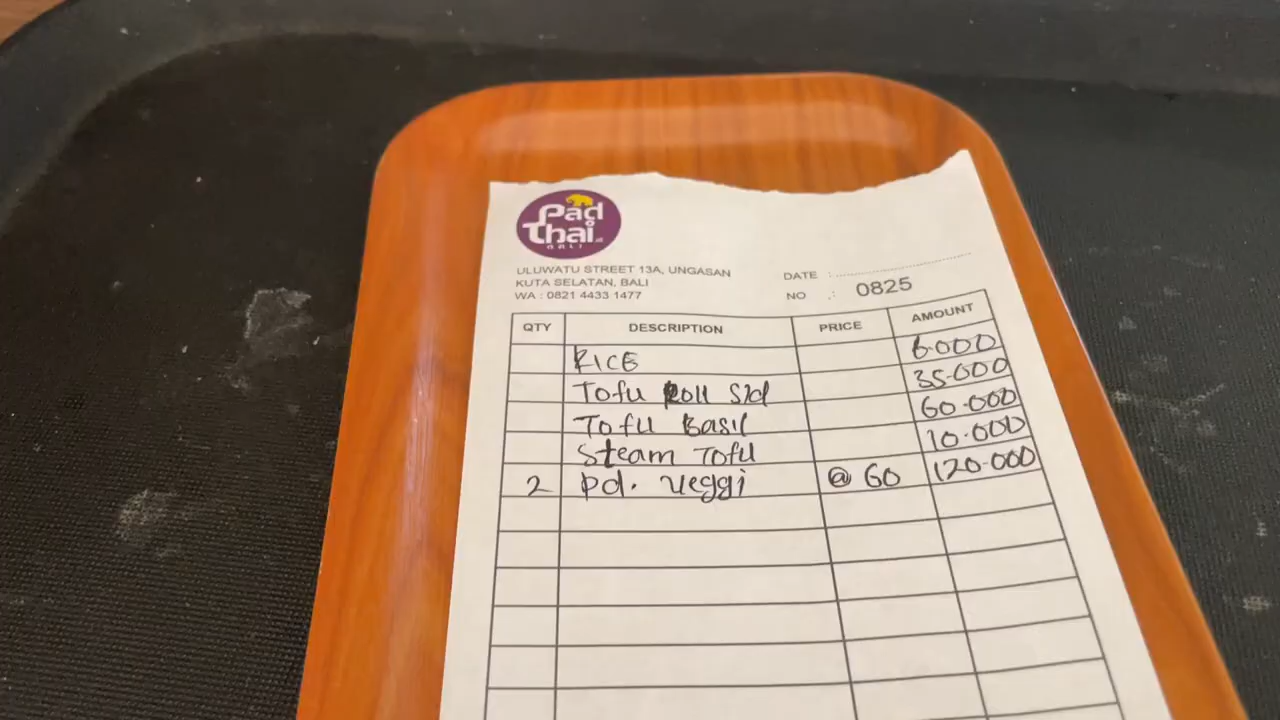 Pad
Thai
BALI
ULUWATU STREET 13A, UNGASAN
KUTA SELATAN, BALI
WA : 0821 4433 1477
DATE :
NO .: 0825
QTY DESCRIPTION PRICE AMOUNT
RICE 6.000
Tofu Roll S/d 35.000
Tofu Basil 60.000
Steam Tofu 10.000
2 Pd. Veggi @ 60 120.000